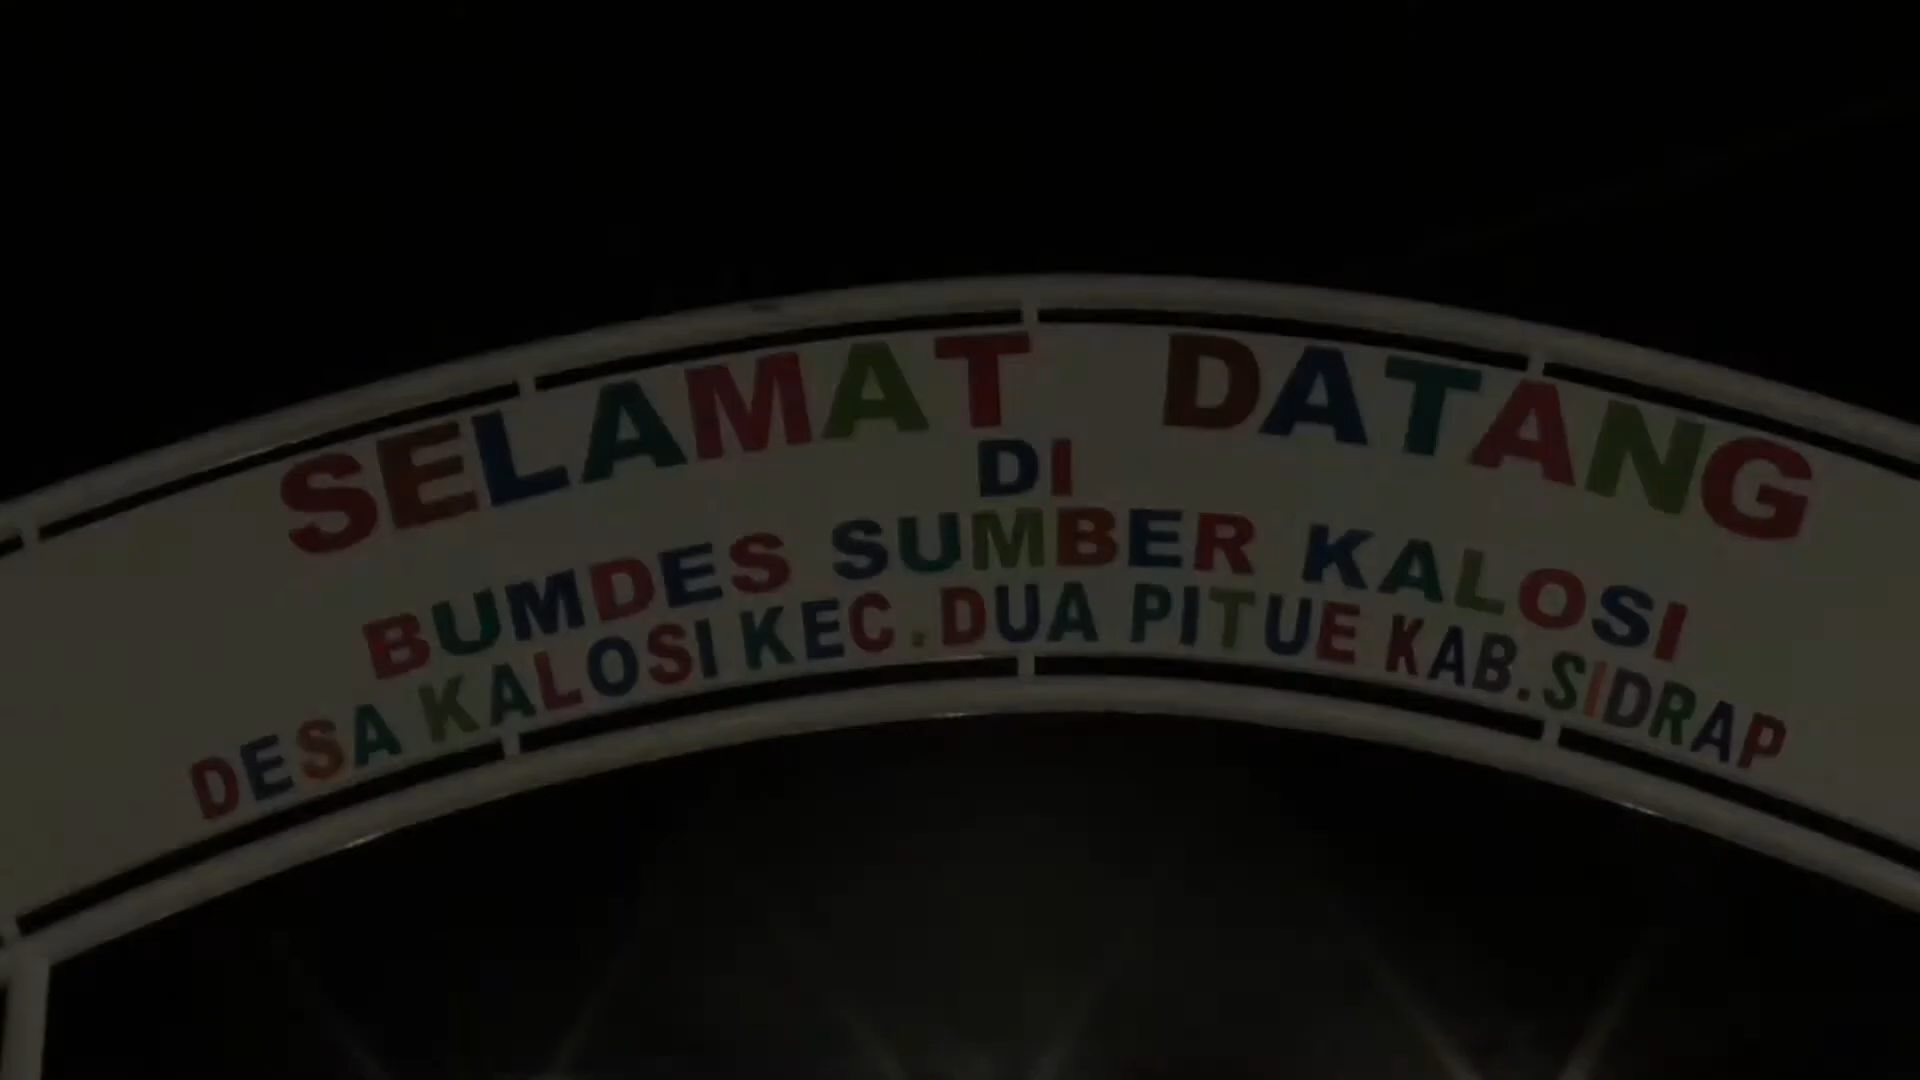 SELAMAT DATANG
DI
BUMDES SUMBER KALOSI
DESA KALOSI KEC. DUA PITUE KAB. SIDRAP